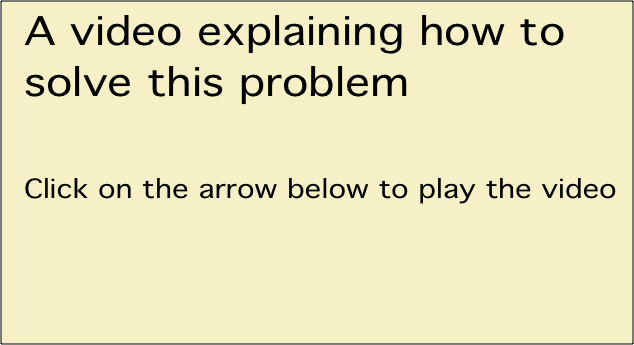 A video explaining how to
solve this problem
Click on the arrow below to play the video